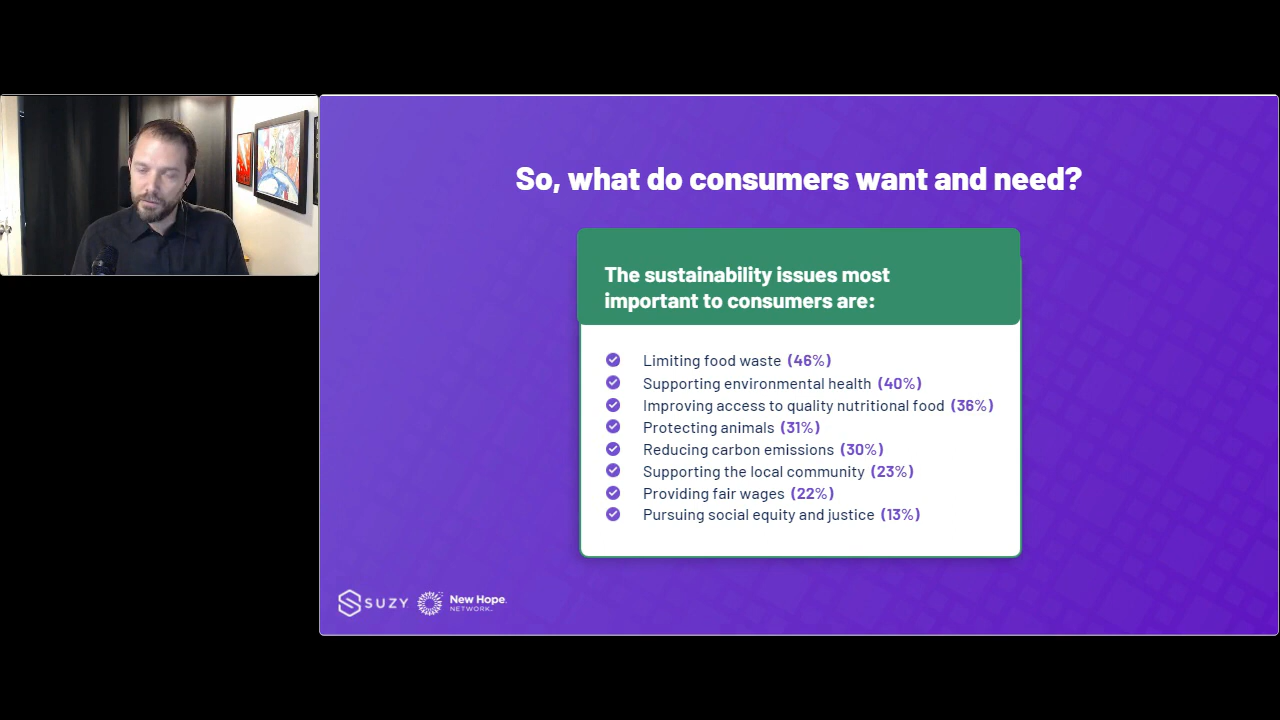 So, what do consumers want and need?
The sustainability issues most
important to consumers are:
Limiting food waste (46%)
Supporting environmental health (40%)
Improving access to quality nutritional food (36%)
Protecting animals (31%)
Reducing carbon emissions (30%)
Supporting the local community (23%)
Providing fair wages (22%)
Pursuing social equity and justice (13%)
SUZY
New Hope
NETWORK